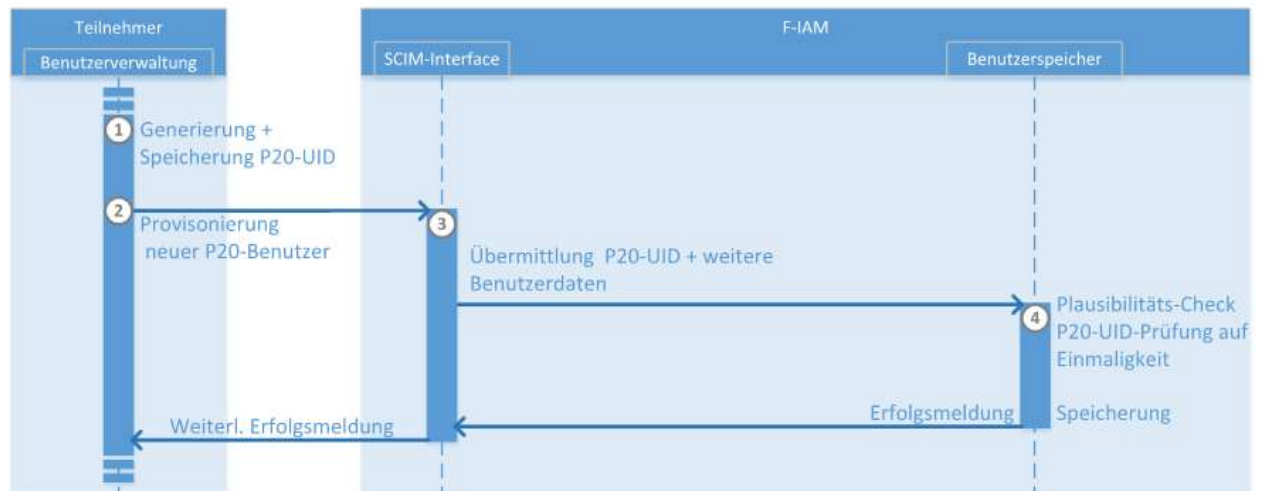 Teilnehmer
F-IAM
Benutzerverwaltung
SCIM-Interface
Benutzerspeicher
1
Generierung +
Speicherung P20-UID
2
Provisonierung
neuer P20-Benutzer
3
Übermittlung P20-UID + weitere
Benutzerdaten
4
Plausibilitäts-Check
P20-UID-Prüfung auf
Einmaligkeit
Erfolgsmeldung
Speicherung
Weiterl. Erfolgsmeldung